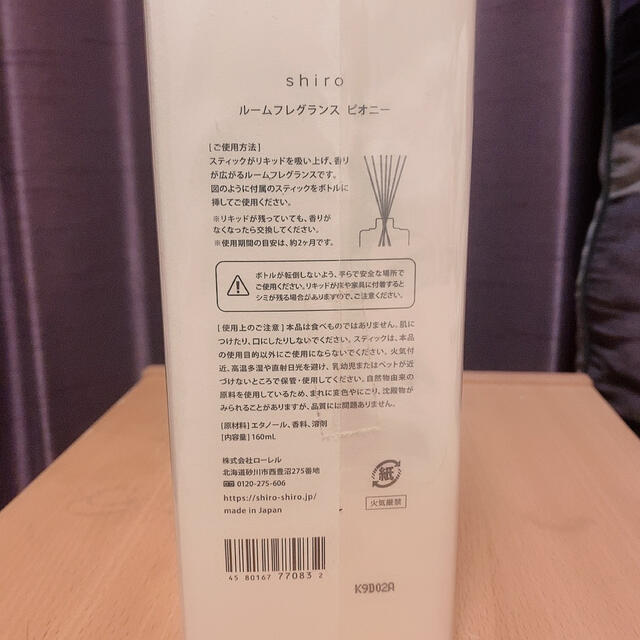 shiro
ルームフレグランス ピオニー
[ご使用方法]
スティックがリキッドを吸い上げ、香り
が広がるルームフレグランスです。
図のように付属のスティックをボトルに
挿してご使用ください。
※リキッドが残っていても、香りが
なくなったら交換してください。
※使用期間の目安は、約2ヶ月です。
ボトルが転倒しないよう、平らで安全な場所で
ご使用ください。リキッドが床や家具に付着すると
シミが残る場合がありますので、ご注意ください。
[使用上のご注意] 本品は食べものではありません。肌に
つけたり、口にしたりしないでください。スティックは、本品
の使用目的以外にご使用にならないでください。火気付
近、高温多湿や直射日光を避け、乳幼児またはペットが近
づけないところで保管・使用してください。自然物由来の
原料を使用しているため、まれに変色やにごり、沈殿物が
みられることがありますが、品質には問題ありません。
[原材料] エタノール、香料、溶剤
[内容量] 160mL
株式会社ローレル
北海道砂川市西豊沼275番地
0120-275-606
https://shiro-shiro.jp/
made in Japan
紙
火気厳禁
4 580167 770832
K9D02A